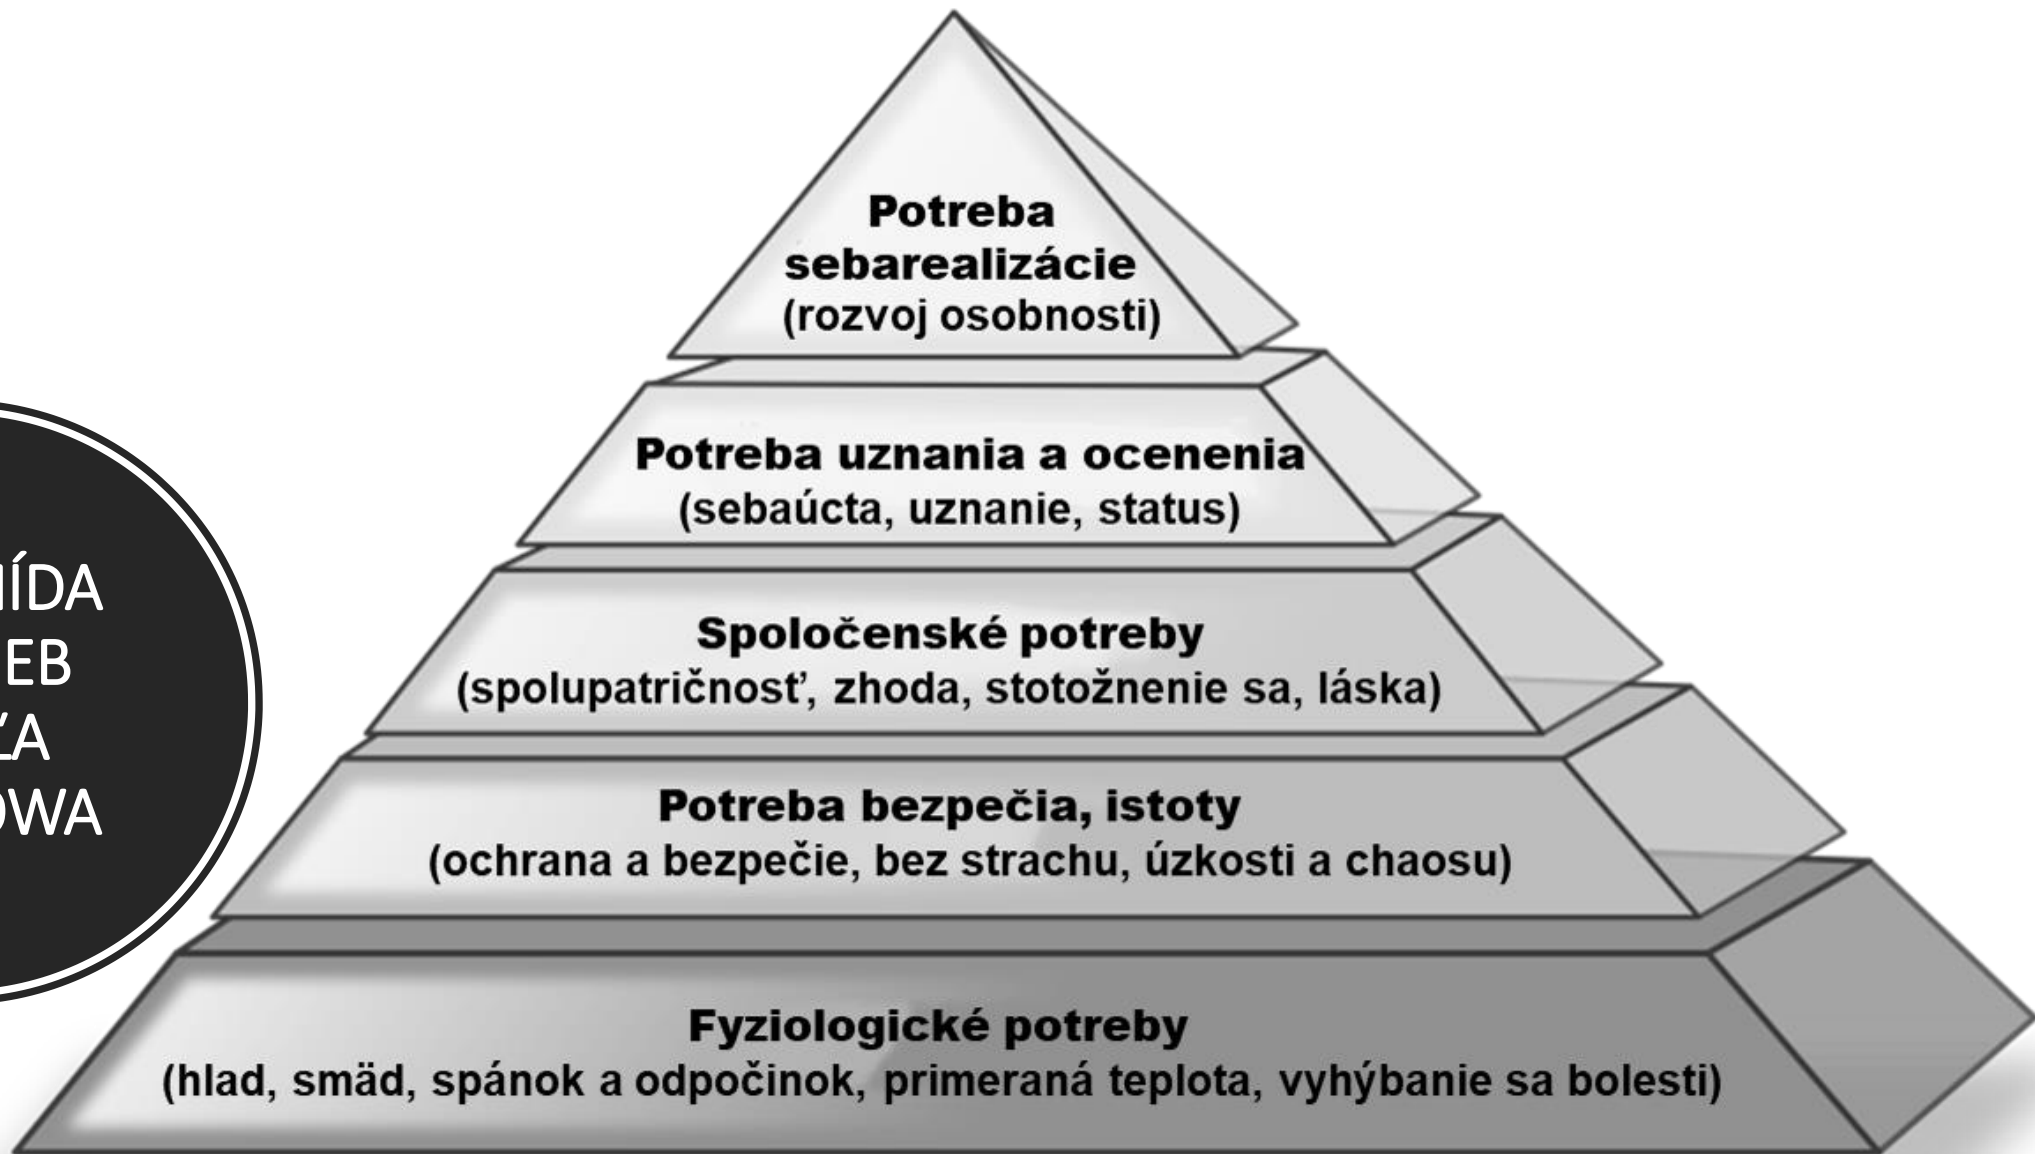 Potreba
sebarealizácie
(rozvoj osobnosti)
Potreba uznania a ocenenia
(sebaúcta, uznanie, status)
Spoločenské potreby
(spolupatričnosť, zhoda, stotožnenie sa, láska)
Potreba bezpečia, istoty
(ochrana a bezpečie, bez strachu, úzkosti a chaosu)
Fyziologické potreby
(hlad, smäd, spánok a odpočinok, primeraná teplota, vyhýbanie sa bolesti)